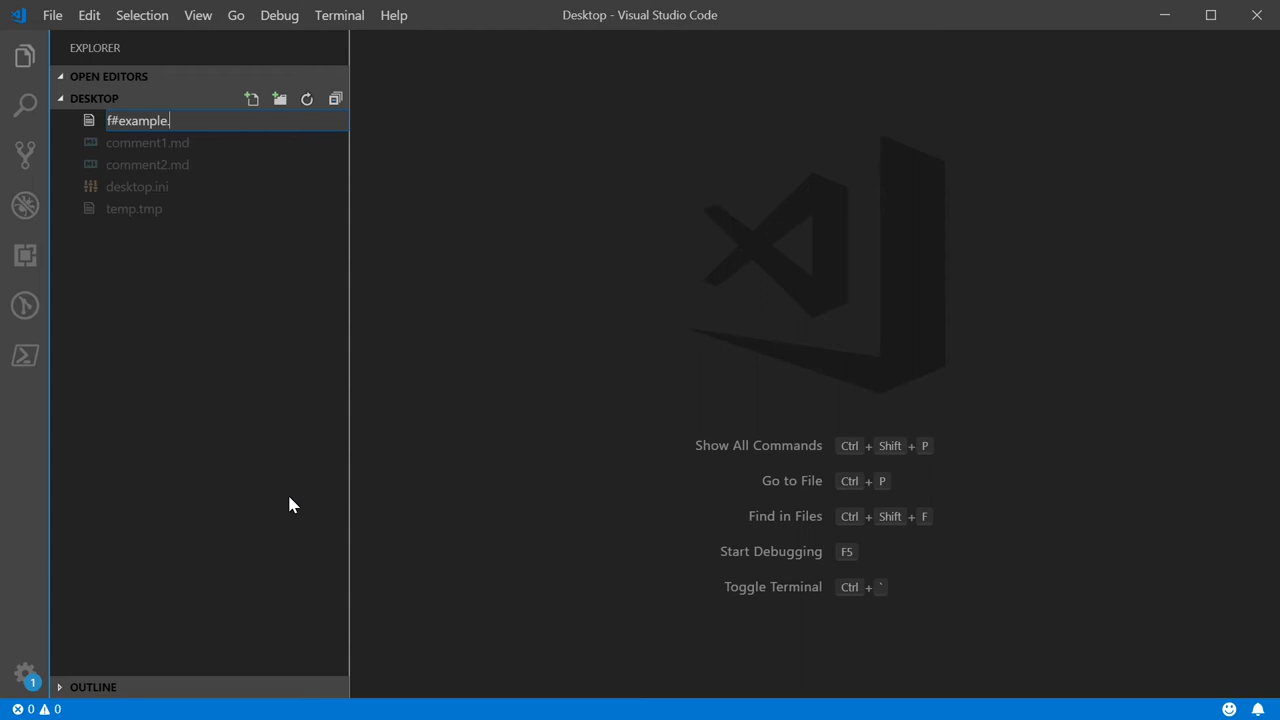 File Edit Selection View Go Debug Terminal Help
Desktop - Visual Studio Code
EXPLORER
OPEN EDITORS
DESKTOP
f#example.
comment1.md
comment2.md
desktop.ini
temp.tmp
Show All Commands Ctrl + Shift + P
Go to File Ctrl + P
Find in Files Ctrl + Shift + F
Start Debugging F5
Toggle Terminal Ctrl + `
1
OUTLINE
0 0